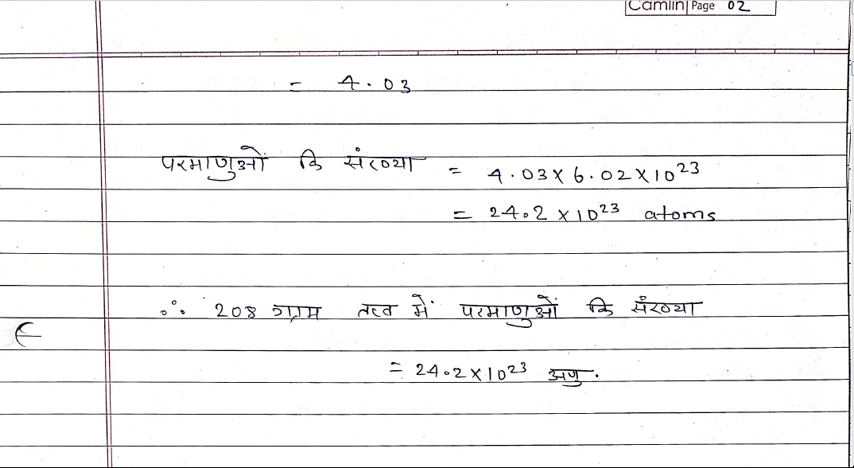 Camlin Page 02
= 4.03
परमाणुओं कि संख्या = 4.03 x 6.02 x 10²³
= 24.2 x 10²³ atoms
∴ 208 ग्राम तत्व में परमाणुओं कि संख्या
= 24.2 x 10²³ अणु.